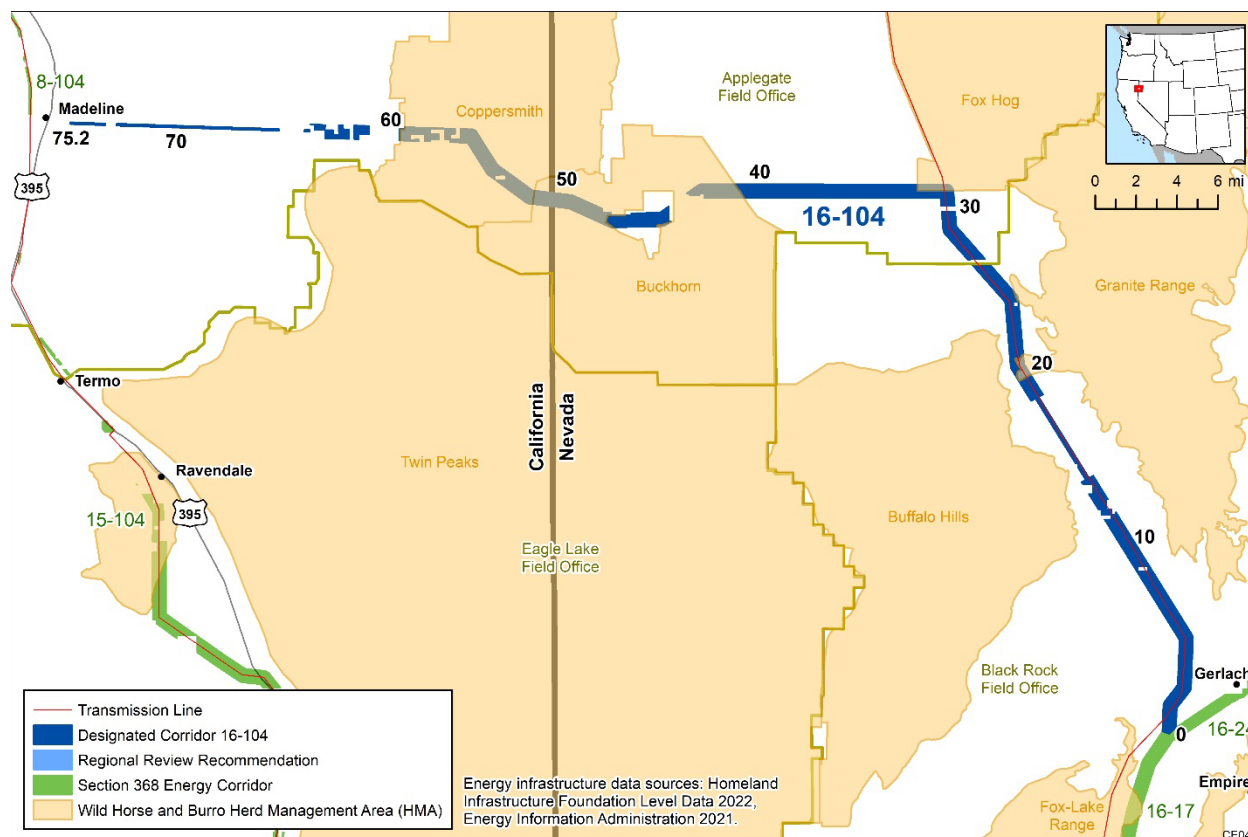 8-104
Madeline
75.2
70
60
Coppersmith
Applegate
Field Office
Fox Hog
0 2 4 6 mi
395
50
40
16-104
30
Buckhorn
Granite Range
Termo
20
California
Nevada
Ravendale
Twin Peaks
395
15-104
Buffalo Hills
10
Eagle Lake
Field Office
Black Rock
Field Office
Gerlach
0
16-24
Empire
Fox-Lake
Range
16-17
Transmission Line
Designated Corridor 16-104
Regional Review Recommendation
Section 368 Energy Corridor
Wild Horse and Burro Herd Management Area (HMA)
Energy infrastructure data sources: Homeland
Infrastructure Foundation Level Data 2022,
Energy Information Administration 2021.